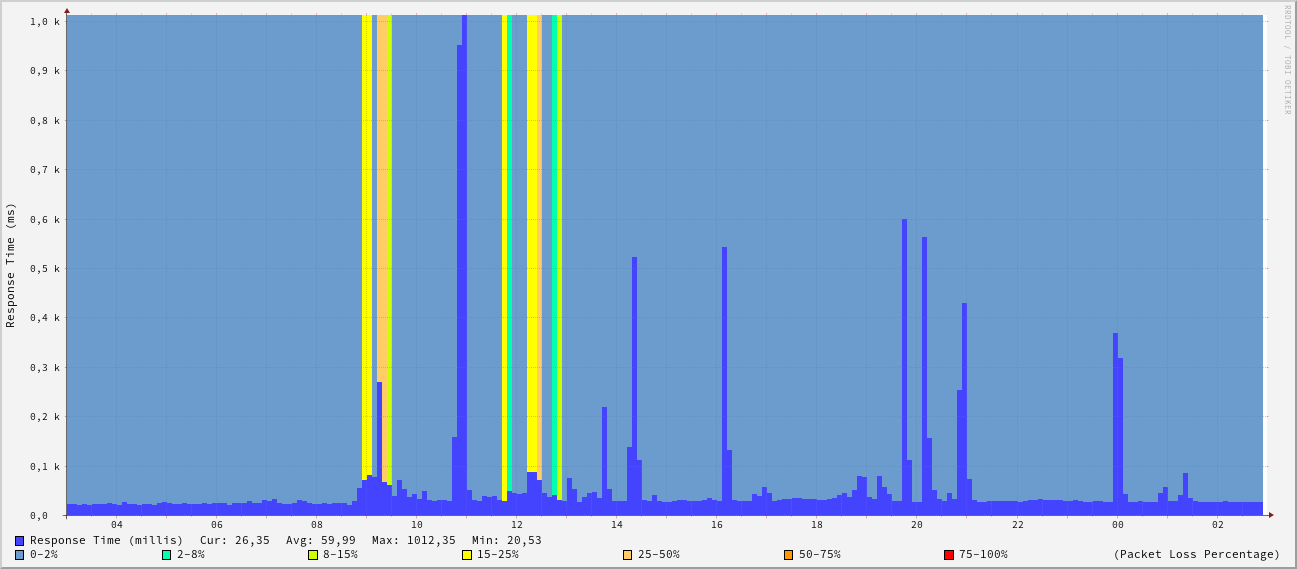 RRDTOOL / TOBI OETIKER
Response Time (ms)
1,0 k
0,9 k
0,8 k
0,7 k
0,6 k
0,5 k
0,4 k
0,3 k
0,2 k
0,1 k
0,0
04 06 08 10 12 14 16 18 20 22 00 02
Response Time (millis) Cur: 26,35 Avg: 59,99 Max: 1012,35 Min: 20,53
0-2% 2-8% 8-15% 15-25% 25-50% 50-75% 75-100% (Packet Loss Percentage)